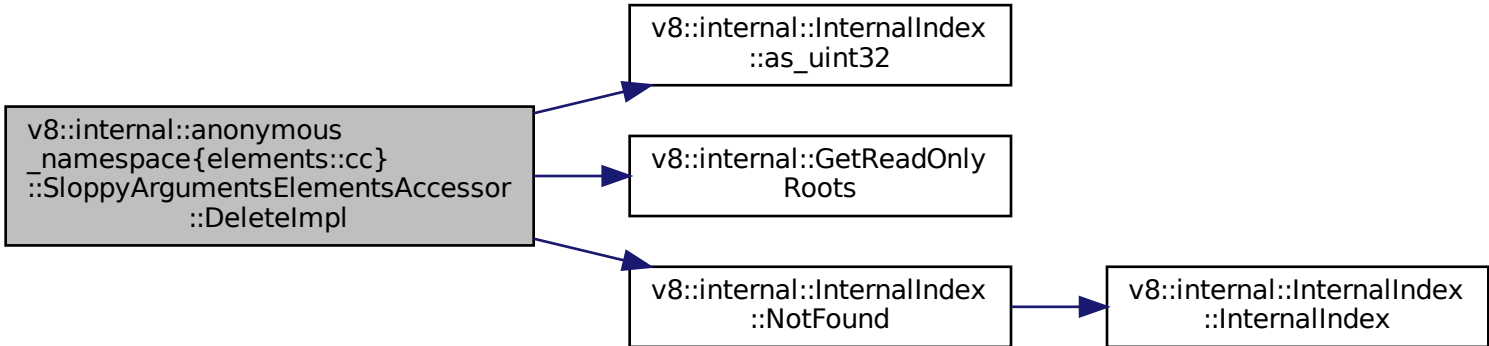 v8::internal::anonymous
_namespace{elements::cc}
::SloppyArgumentsElementsAccessor
::DeleteImpl
v8::internal::InternalIndex
::as_uint32
v8::internal::GetReadOnly
Roots
v8::internal::InternalIndex
::NotFound
v8::internal::InternalIndex
::InternalIndex